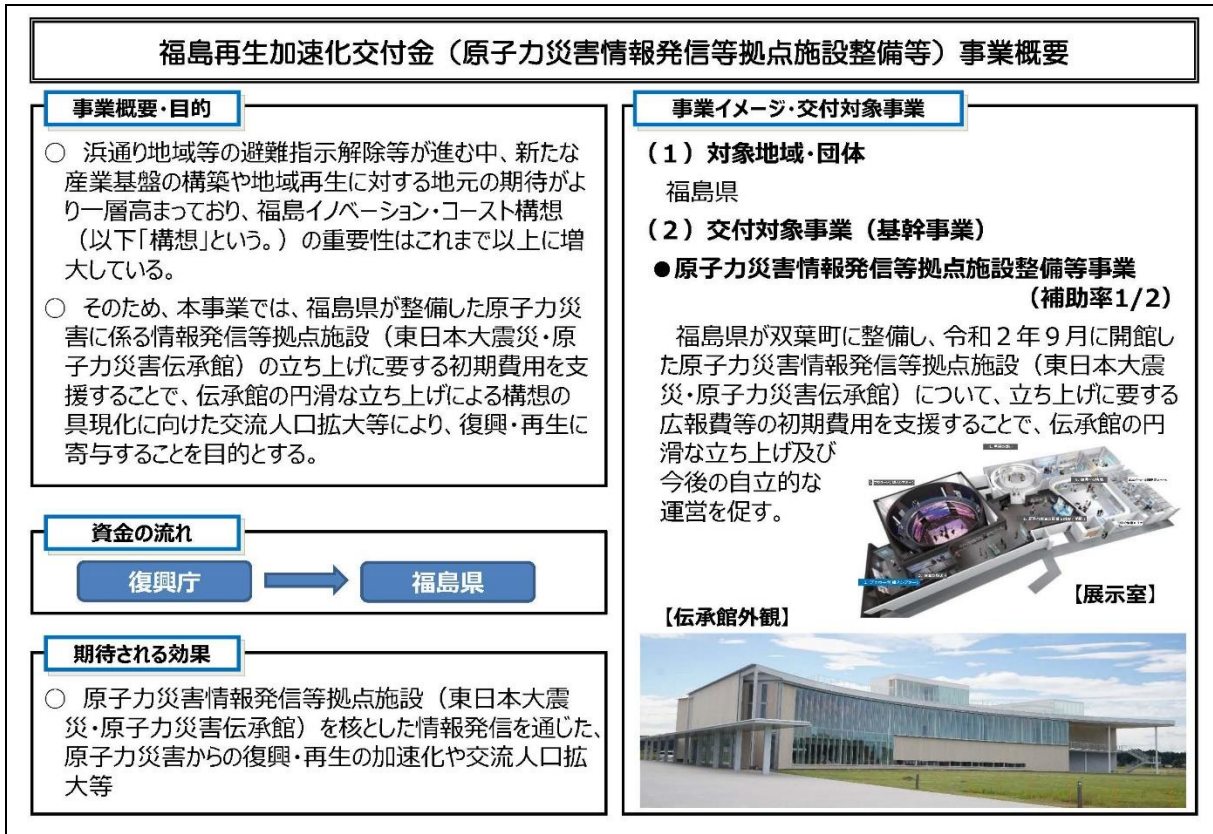 福島再生加速化交付金（原子力災害情報発信等拠点施設整備等）事業概要
事業概要・目的
○ 浜通り地域等の避難指示解除等が進む中、新たな
産業基盤の構築や地域再生に対する地元の期待がよ
り一層高まっており、福島イノベーション・コースト構想
（以下「構想」という。）の重要性はこれまで以上に増
大している。
○ そのため、本事業では、福島県が整備した原子力災
害に係る情報発信等拠点施設（東日本大震災・原
子力災害伝承館）の立ち上げに要する初期費用を支
援することで、伝承館の円滑な立ち上げによる構想の
具現化に向けた交流人口拡大等により、復興・再生に
寄与することを目的とする。
資金の流れ
復興庁
福島県
期待される効果
○ 原子力災害情報発信等拠点施設（東日本大震
災・原子力災害伝承館）を核とした情報発信を通じた、
原子力災害からの復興・再生の加速化や交流人口拡
大等
事業イメージ・交付対象事業
（１）対象地域・団体
福島県
（２）交付対象事業（基幹事業）
●原子力災害情報発信等拠点施設整備等事業
（補助率1/2）
福島県が双葉町に整備し、令和２年９月に開館し
た原子力災害情報発信等拠点施設（東日本大震
災・原子力災害伝承館）について、立ち上げに要する
広報費等の初期費用を支援することで、伝承館の円
滑な立ち上げ及び
今後の自立的な
運営を促す。
【展示室】
【伝承館外観】